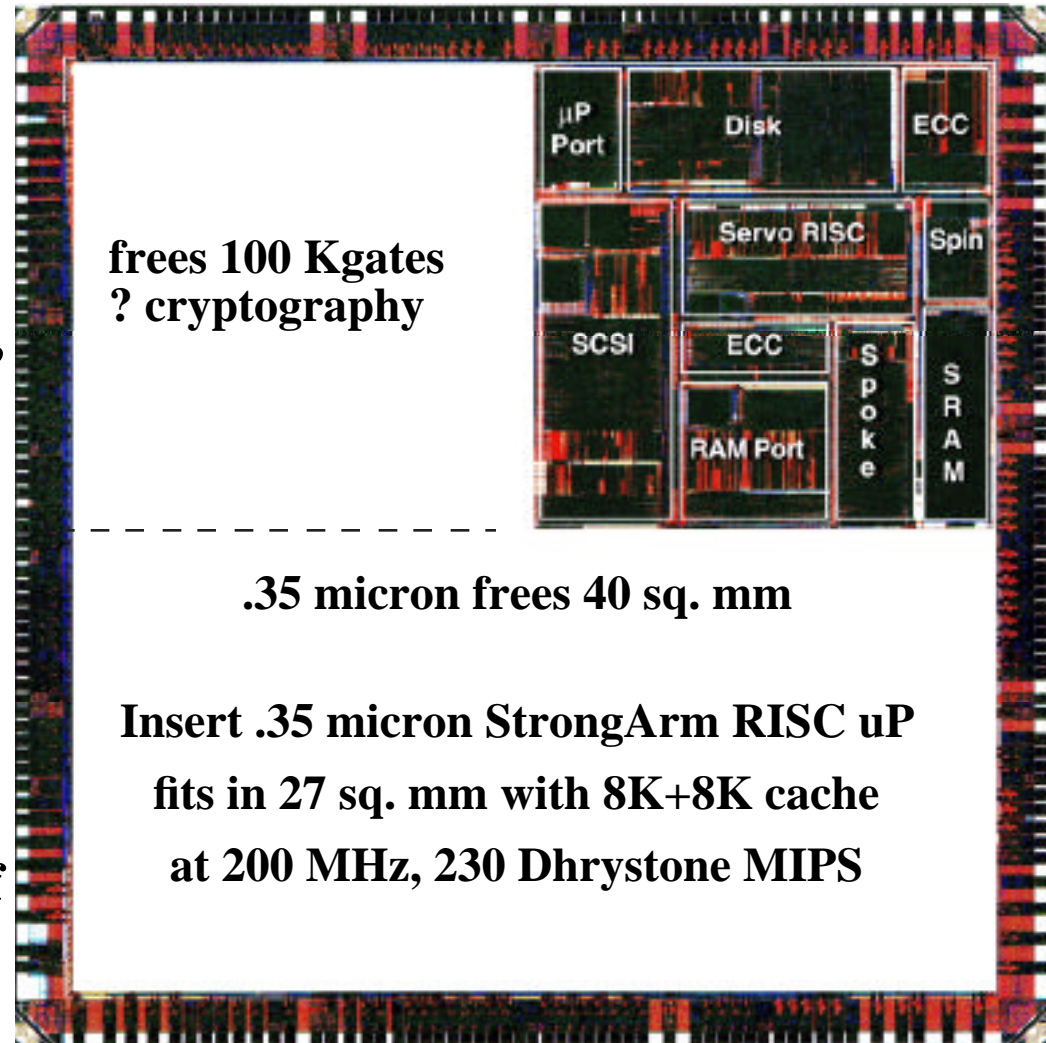 frees 100 Kgates
? cryptography
µP
Port
Disk
ECC
Servo RISC
Spin
SCSI
ECC
RAM Port
S
p
o
k
e
S
R
A
M
.35 micron frees 40 sq. mm
Insert .35 micron StrongArm RISC uP
fits in 27 sq. mm with 8K+8K cache
at 200 MHz, 230 Dhrystone MIPS